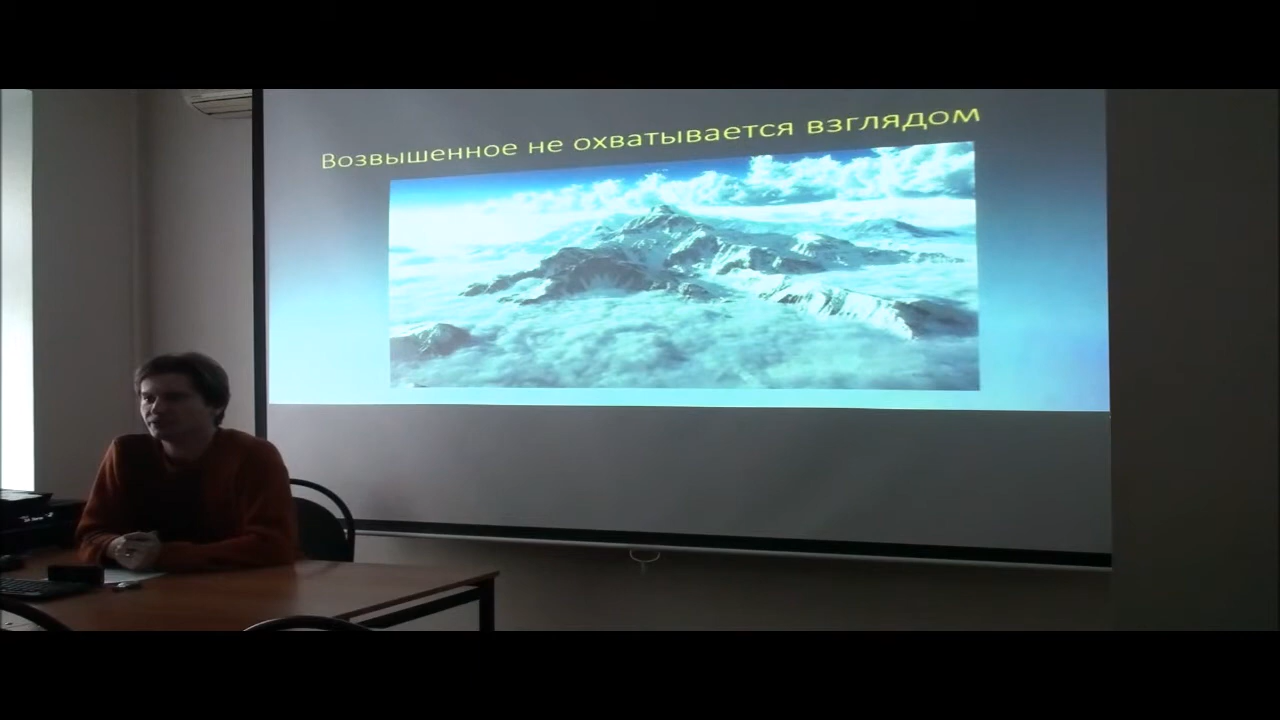 Возвышенное не охватывается взглядом